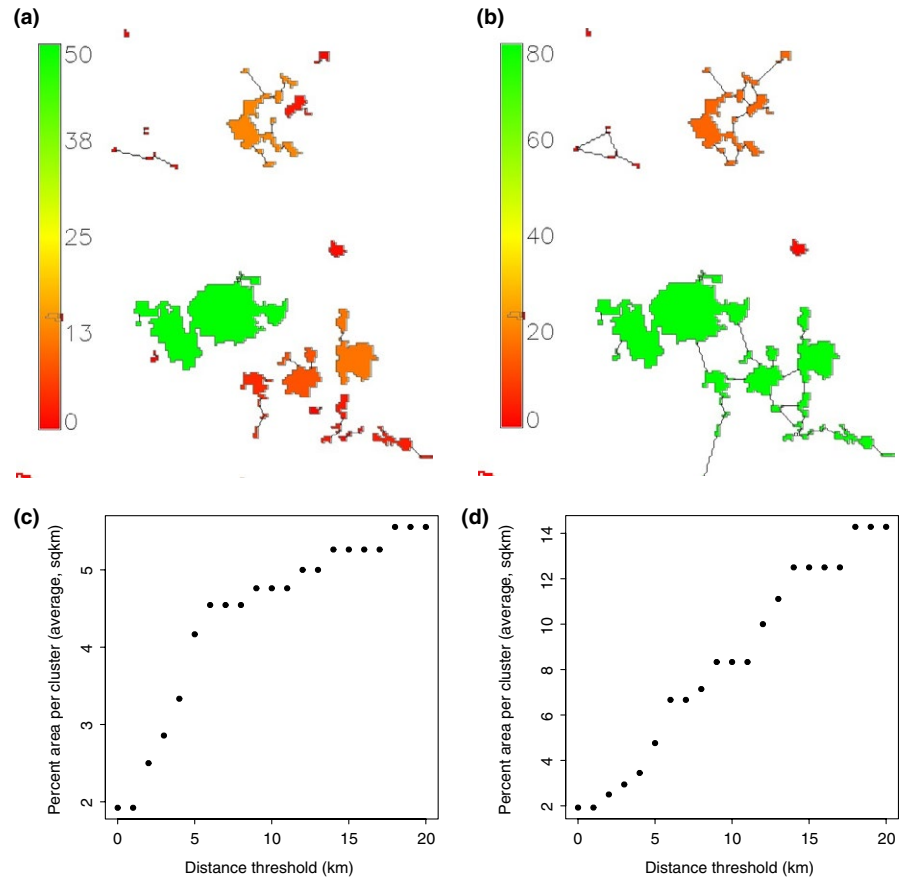 (a)
50
38
25
13
0
(b)
80
60
40
20
0
(c)
Percent area per cluster (average, sqkm)
5
4
3
2
0 5 10 15 20
Distance threshold (km)
(d)
Percent area per cluster (average, sqkm)
14
12
10
8
6
4
2
0 5 10 15 20
Distance threshold (km)